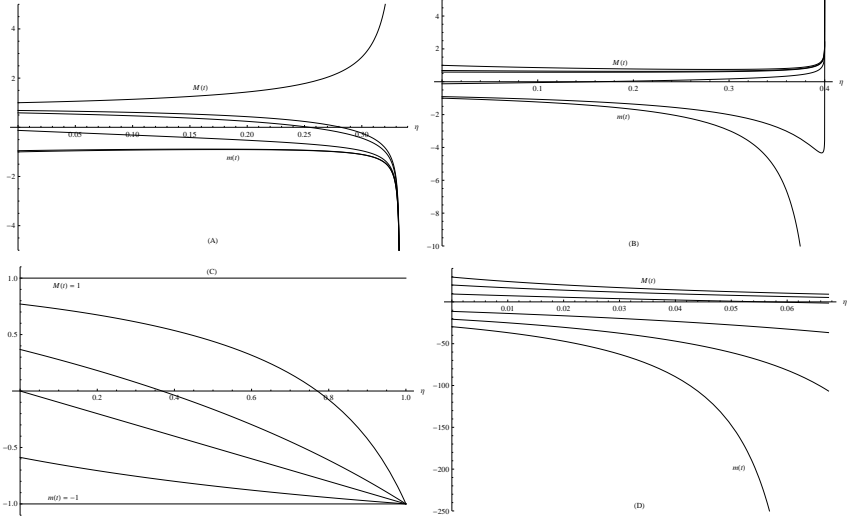 4
2
−2
−4
0.05
0.10
0.15
0.20
0.25
0.30
η
M(t)
m(t)
(A)
4
2
−2
−4
−6
−8
−10
0.1
0.2
0.3
0.4
η
M(t)
m(t)
(B)
(C)
1.0
0.5
−0.5
−1.0
0.2
0.4
0.6
0.8
1.0
η
M(t) = 1
m(t) = −1
−50
−100
−150
−200
−250
0.01
0.02
0.03
0.04
0.05
0.06
η
M(t)
m(t)
(D)